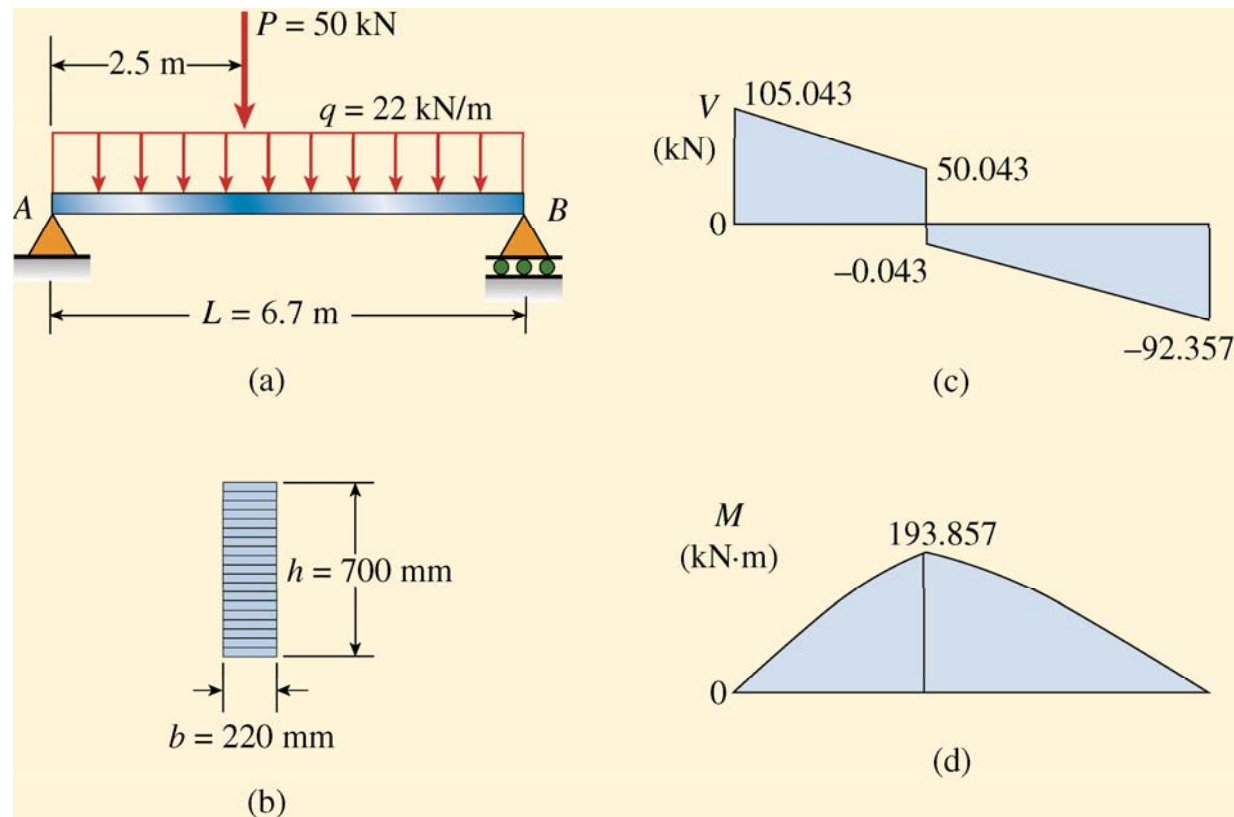 P = 50 kN
2.5 m
q = 22 kN/m
A
B
L = 6.7 m
(a)
V
(kN)
105.043
50.043
0
–0.043
–92.357
(c)
h = 700 mm
b = 220 mm
(b)
M
(kN·m)
193.857
0
(d)